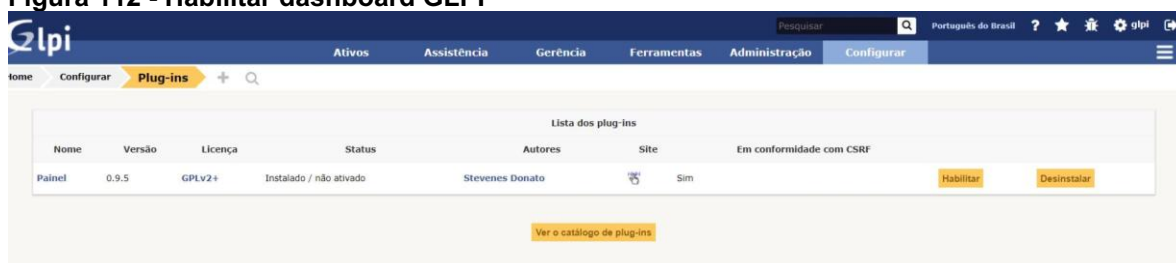 Figura 112 - Habilitar dashboard GLPI
Glpi
Pesquisar
Português do Brasil ? glpi
Ativos Assistência Gerência Ferramentas Administração Configurar
Home Configurar Plug-ins +
Lista dos plug-ins
Nome Versão Licença Status Autores Site Em conformidade com CSRF
Painel 0.9.5 GPLv2+ Instalado / não ativado Stevenes Donato Sim Habilitar Desinstalar
Ver o catálogo de plug-ins